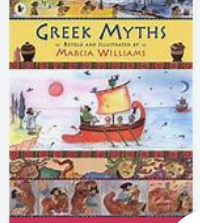 GREEK MYTHS
RETOLD AND ILLUSTRATED BY
MARCIA WILLIAMS